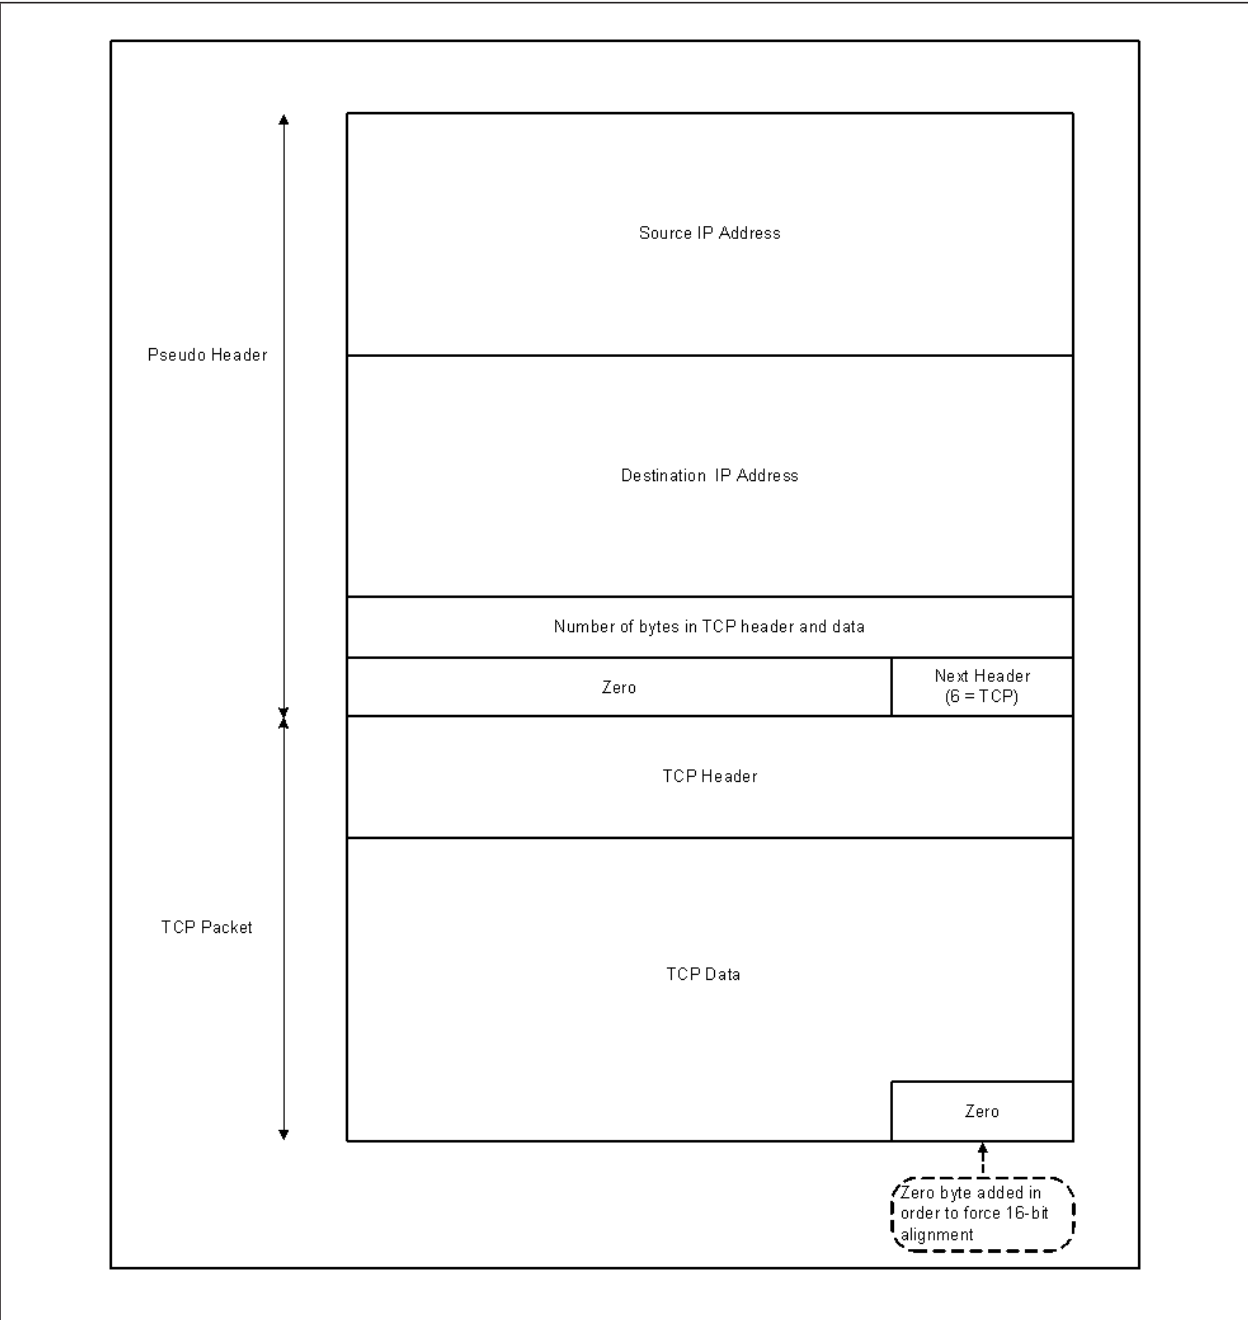 Source IP Address
Pseudo Header
Destination IP Address
Number of bytes in TCP header and data
Zero
Next Header
(6 = TCP)
TCP Header
TCP Packet
TCP Data
Zero
Zero byte added in
order to force 16-bit
alignment